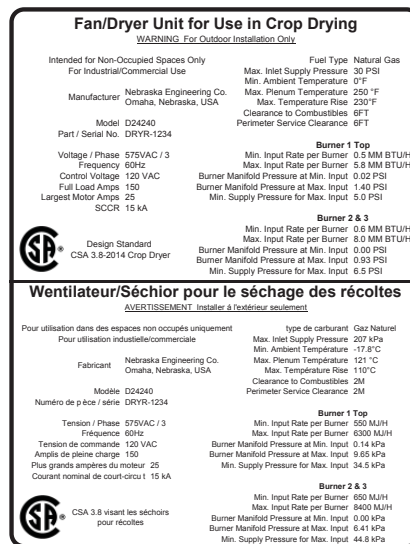 Fan/Dryer Unit for Use in Crop Drying
WARNING For Outdoor Installation Only
Intended for Non-Occupied Spaces Only
For Industrial/Commercial Use
Manufacturer Nebraska Engineering Co.
Omaha, Nebraska, USA
Model D24240
Part / Serial No. DRYR-1234
Voltage / Phase 575VAC / 3
Frequency 60Hz
Control Voltage 120 VAC
Full Load Amps 150
Largest Motor Amps 25
SCCR 15 kA
Fuel Type Natural Gas
Max. Inlet Supply Pressure 30 PSI
Min. Ambient Temperature 0°F
Max. Plenum Temperature 250 °F
Max. Temperature Rise 230°F
Clearance to Combustibles 6FT
Perimeter Service Clearance 6FT
Burner 1 Top
Min. Input Rate per Burner 0.5 MM BTU/H
Max. Input Rate per Burner 5.8 MM BTU/H
Burner Manifold Pressure at Min. Input 0.02 PSI
Burner Manifold Pressure at Max. Input 1.40 PSI
Min. Supply Pressure for Max. Input 5.0 PSI
Burner 2 & 3
Min. Input Rate per Burner 0.6 MM BTU/H
Max. Input Rate per Burner 8.0 MM BTU/H
Burner Manifold Pressure at Min. Input 0.00 PSI
Burner Manifold Pressure at Max. Input 0.93 PSI
Min. Supply Pressure for Max. Input 6.5 PSI
SA ®
Design Standard
CSA 3.8-2014 Crop Dryer
Wentilateur/Séchior pour le séchage des récoltes
AVERTISSEMENT Installer á l'extérieur seulement
Pour utilisation dans des espaces non occupés uniquement
Pour utilisation industielle/commerciale
Fabricant Nebraska Engineering Co.
Omaha, Nebraska, USA
Modèle D24240
Numéro de p èce / série DRYR-1234
Tension / Phase 575VAC / 3
Fréquence 60Hz
Tension de commande 120 VAC
Amplis de pleine charge 150
Plus grands ampères du moteur 25
Courant nominal de court-circu t 15 kA
type de carburant Gaz Naturel
Max. Inlet Supply Pressure 207 kPa
Min. Ambient Température -17.8°C
Max. Plenum Température 121 °C
Max. Température Rise 110°C
Clearance to Combustibles 2M
Perimeter Service Clearance 2M
Burner 1 Top
Min. Input Rate per Burner 550 MJ/H
Max. Input Rate per Burner 6300 MJ/H
Burner Manifold Pressure at Min. Input 0.14 kPa
Burner Manifold Pressure at Max. Input 9.65 kPa
Min. Supply Pressure for Max. Input 34.5 kPa
Burner 2 & 3
Min. Input Rate per Burner 650 MJ/H
Max. Input Rate per Burner 8400 MJ/H
Burner Manifold Pressure at Min. Input 0.00 kPa
Burner Manifold Pressure at Max. Input 6.41 kPa
Min. Supply Pressure for Max. Input 44.8 kPa
SA ®
CSA 3.8 visant les séchoirs
pour récoltes